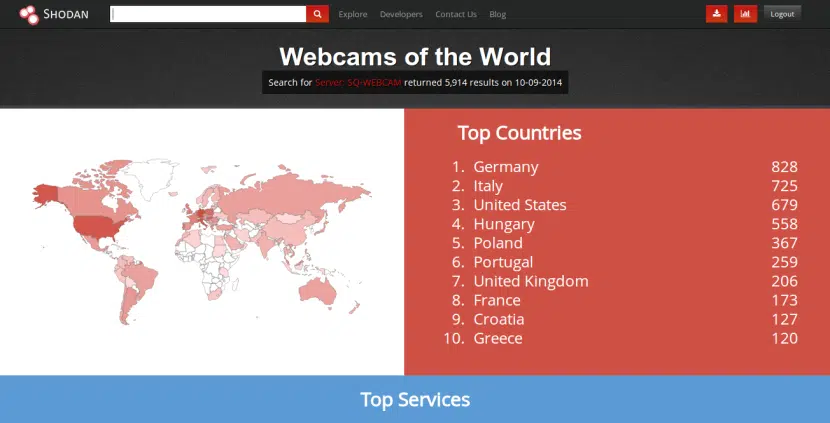 SHODAN
Explore Developers Contact Us Blog Logout
Webcams of the World
Search for Server: SQ-WEBCAM returned 5,914 results on 10-09-2014
Top Countries
1. Germany 828
2. Italy 725
3. United States 679
4. Hungary 558
5. Poland 367
6. Portugal 259
7. United Kingdom 206
8. France 173
9. Croatia 127
10. Greece 120
Top Services